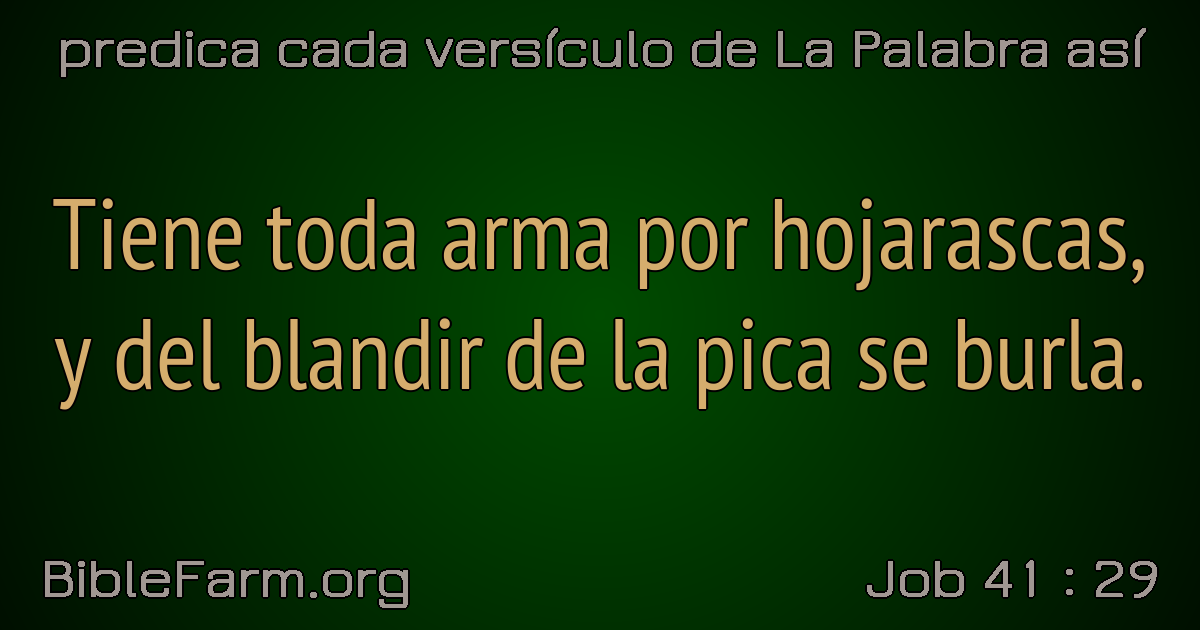 predica cada versículo de La Palabra así
Tiene toda arma por hojarascas,
y del blandir de la pica se burla.
BibleFarm.org
Job 41 : 29